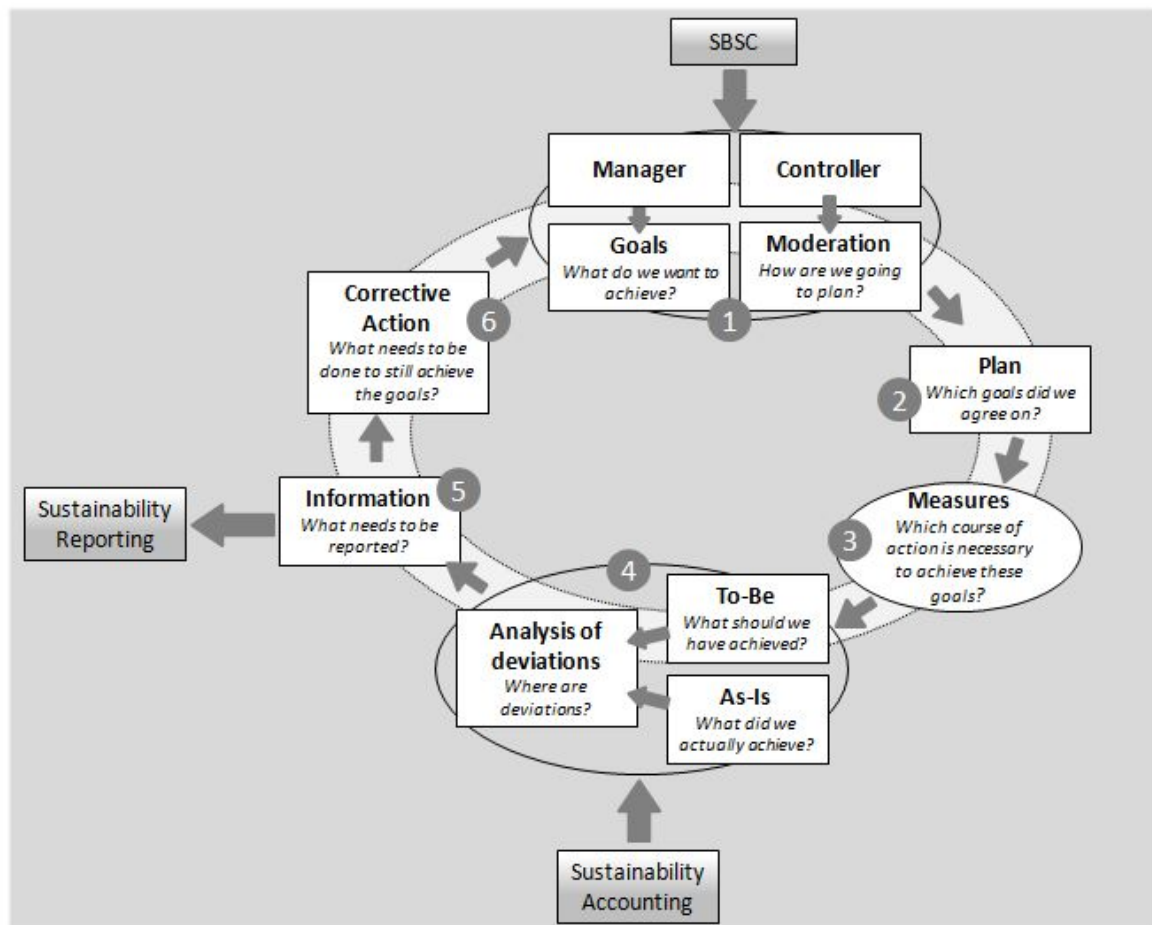 SBSC
Manager
Controller
Goals
What do we want to
achieve?
Moderation
How are we going
to plan?
1
Plan
Which goals did we
agree on?
2
Measures
Which course of
action is necessary
to achieve these
goals?
3
4
To-Be
What should we
have achieved?
As-Is
What did we
actually achieve?
Analysis of
deviations
Where are
deviations?
Sustainability
Accounting
Information
What needs to be
reported?
5
Sustainability
Reporting
Corrective
Action
What needs to be
done to still achieve
the goals?
6